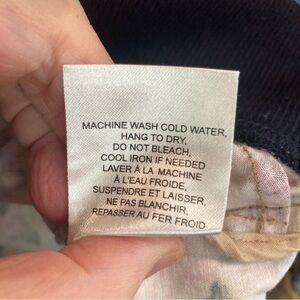 MACHINE WASH COLD WATER,
HANG TO DRY,
DO NOT BLEACH,
COOL IRON IF NEEDED
LAVER À LA MACHINE
À L'EAU FROIDE,
SUSPENDRE ET LAISSER,
NE PAS BLANCHIR,
REPASSER AU FER FROID